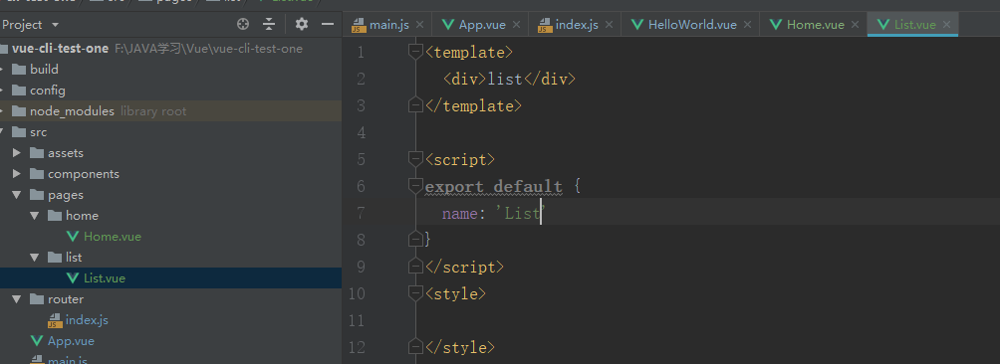 Project
main.js
App.vue
index.js
HelloWorld.vue
Home.vue
List.vue
vue-cli-test-one F:\JAVA学习\Vue\vue-cli-test-one
build
config
node_modules library root
src
assets
components
pages
home
Home.vue
list
List.vue
router
index.js
App.vue
main.js
1 <template>
2 <div>list</div>
3 </template>
4
5 <script>
6 export default {
7 name: 'List'
8 }
9 </script>
10 <style>
11
12 </style>